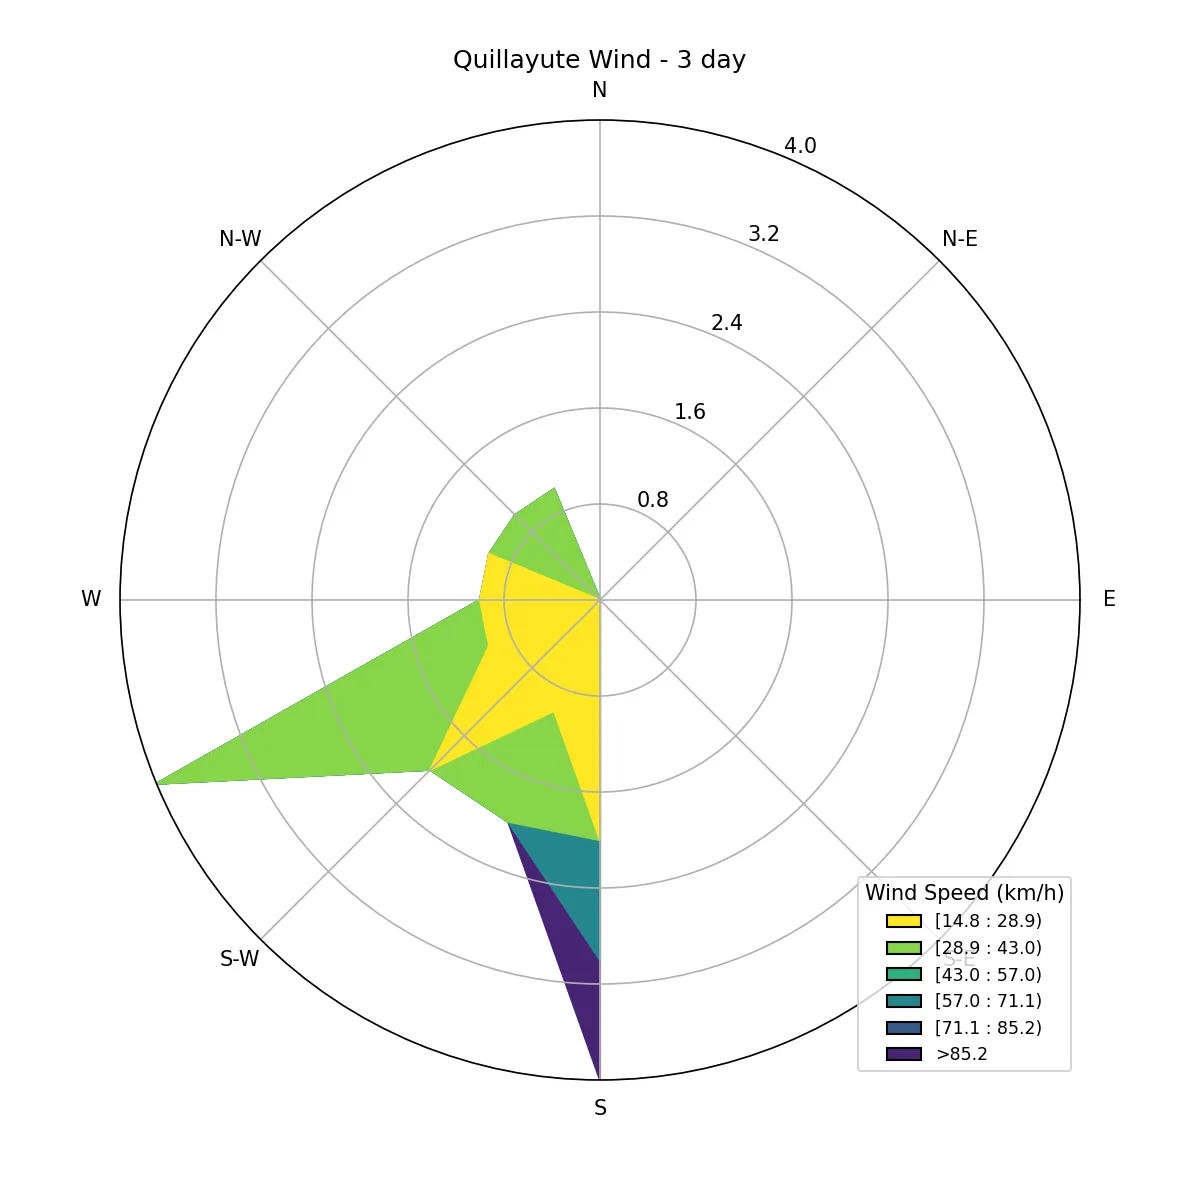 Quillayute Wind - 3 day
N
4.0
N-W
3.2
N-E
2.4
1.6
0.8
W
E
S-W
S-E
S
Wind Speed (km/h)
[14.8 : 28.9)
[28.9 : 43.0)
[43.0 : 57.0)
[57.0 : 71.1)
[71.1 : 85.2)
>85.2